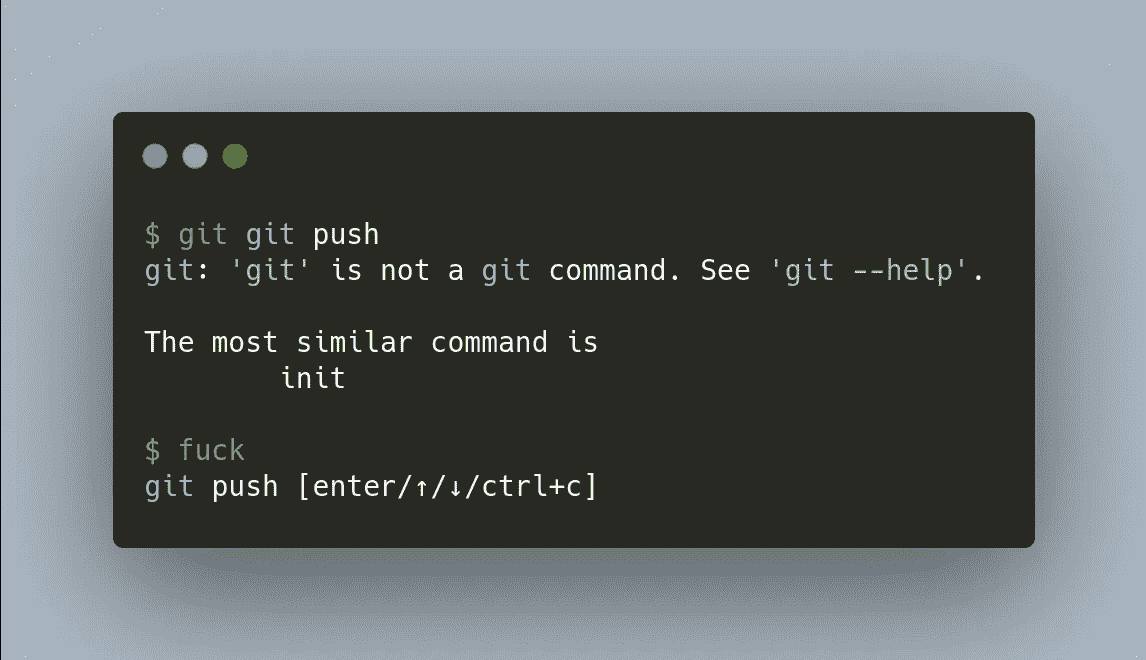 $ git git push
git: 'git' is not a git command. See 'git --help'.
The most similar command is
init
$ fuck
git push [enter/↑/↓/ctrl+c]